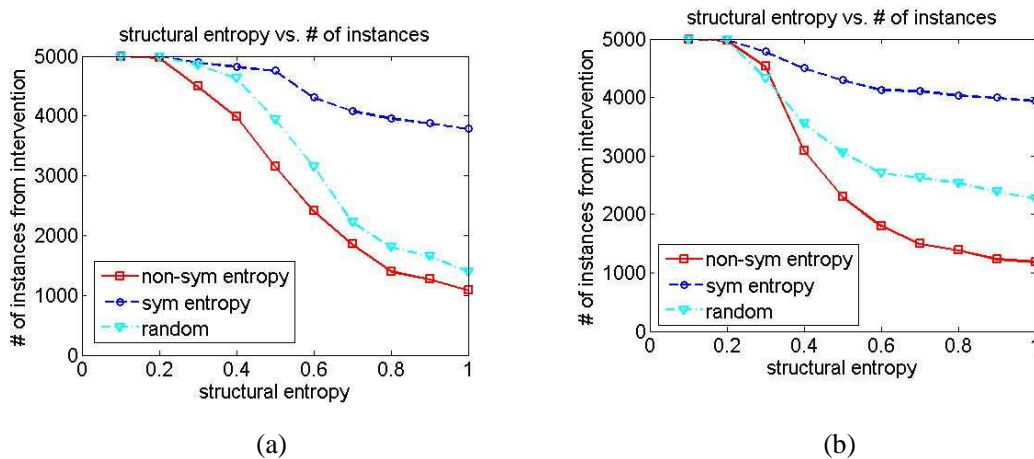 structural entropy vs. # of instances
5000
4000
3000
2000
1000
0
# of instances from intervention
non-sym entropy
sym entropy
random
0 0.2 0.4 0.6 0.8 1
structural entropy
(a)
structural entropy vs. # of instances
5000
4000
3000
2000
1000
0
# of instances from intervention
non-sym entropy
sym entropy
random
0 0.2 0.4 0.6 0.8 1
structural entropy
(b)